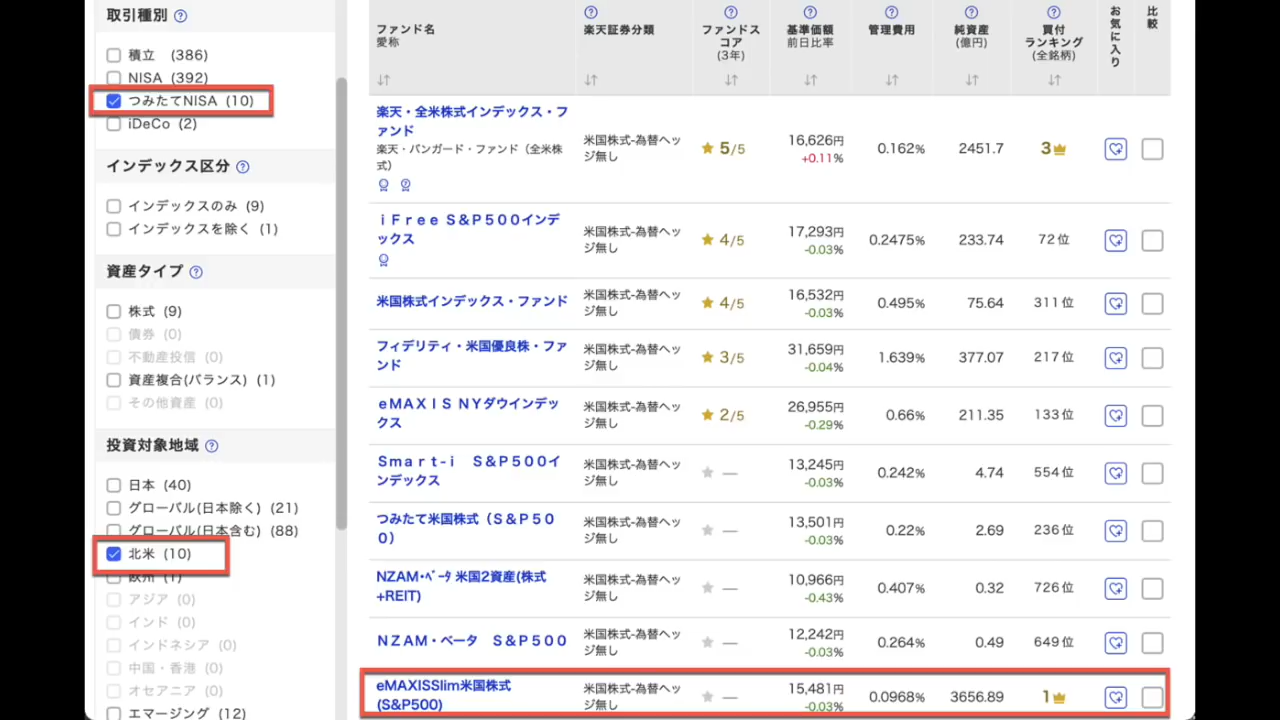 取引種別 ?
積立 (386)
NISA (392)
つみたてNISA (10)
iDeCo (2)
インデックス区分 ?
インデックスのみ (9)
インデックスを除く (1)
資産タイプ ?
株式 (9)
債券 (0)
不動産投信 (0)
資産複合(バランス) (1)
その他資産 (0)
投資対象地域 ?
日本 (40)
グローバル(日本除く) (21)
グローバル(日本含む) (88)
北米 (10)
欧州 (1)
アジア (0)
インド (0)
インドネシア (0)
中国・香港 (0)
オセアニア (0)
エマージング (12)
ファンド名
愛称
?
楽天証券分類
?
ファンドス
コア
(3年)
?
基準価額
前日比率
?
管理費用
?
純資産
(億円)
?
買付
ランキング
(全銘柄)
お気に入り
比較
楽天・全米株式インデックス・フ
ァンド
楽天・バンガード・ファンド（全米株
式）
米国株式-為替ヘッ
ジ無し
5/5
16,626円
+0.11%
0.162%
2451.7
3
ｉＦｒｅｅ Ｓ＆Ｐ５００インデ
ックス
米国株式-為替ヘッ
ジ無し
4/5
17,293円
-0.03%
0.2475%
233.74
72位
米国株式インデックス・ファンド
米国株式-為替ヘッ
ジ無し
4/5
16,532円
-0.03%
0.495%
75.64
311位
フィデリティ・米国優良株・ファ
ンド
米国株式-為替ヘッ
ジ無し
3/5
31,659円
-0.04%
1.639%
377.07
217位
ｅＭＡＸＩＳ ＮＹダウインデッ
クス
米国株式-為替ヘッ
ジ無し
2/5
26,955円
-0.29%
0.66%
211.35
133位
Ｓｍａｒｔ-ｉ　Ｓ＆Ｐ５００イ
ンデックス
米国株式-為替ヘッ
ジ無し
—
13,245円
-0.03%
0.242%
4.74
554位
つみたて米国株式（Ｓ＆Ｐ５０
０）
米国株式-為替ヘッ
ジ無し
—
13,501円
-0.03%
0.22%
2.69
236位
NZAM･ﾍﾞｰﾀ 米国2資産(株式
+REIT)
米国株式-為替ヘッ
ジ無し
—
10,966円
-0.43%
0.407%
0.32
726位
ＮＺＡＭ・ベータ　Ｓ＆Ｐ５００
米国株式-為替ヘッ
ジ無し
—
12,242円
-0.03%
0.264%
0.49
649位
eMAXISSlim米国株式
(S&P500)
米国株式-為替ヘッ
ジ無し
—
15,481円
-0.03%
0.0968%
3656.89
1